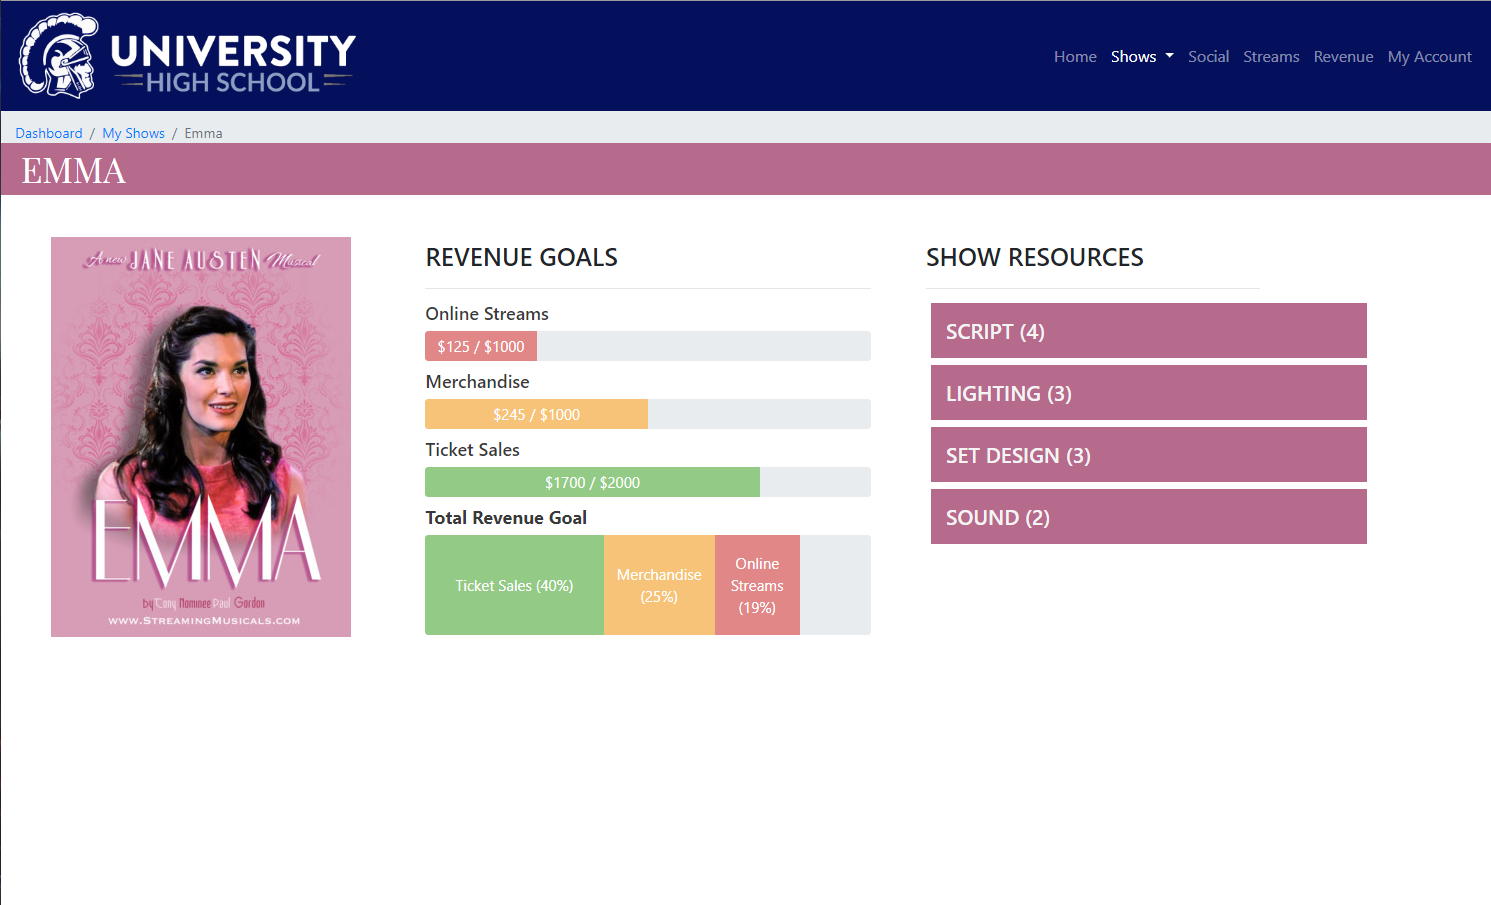 UNIVERSITY
HIGH SCHOOL
Home Shows Social Streams Revenue My Account
Dashboard / My Shows / Emma
EMMA
A new JANE AUSTEN Musical
EMMA
by Tony Nominee Paul Gordon
www.StreamingMusicals.com
REVENUE GOALS
Online Streams
$125 / $1000
Merchandise
$245 / $1000
Ticket Sales
$1700 / $2000
Total Revenue Goal
Ticket Sales (40%)
Merchandise
(25%)
Online
Streams
(19%)
SHOW RESOURCES
SCRIPT (4)
LIGHTING (3)
SET DESIGN (3)
SOUND (2)